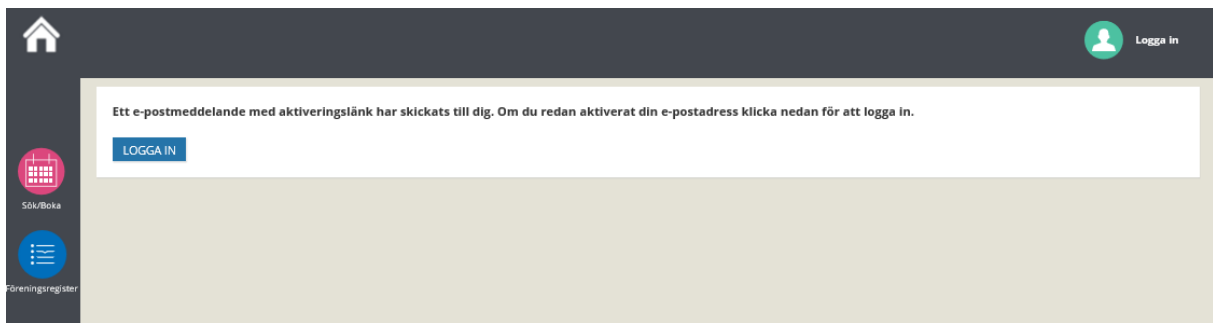 Logga in
Ett e-postmeddelande med aktiveringslänk har skickats till dig. Om du redan aktiverat din e-postadress klicka nedan för att logga in.
LOGGA IN
Sök/Boka
Föreningsregister